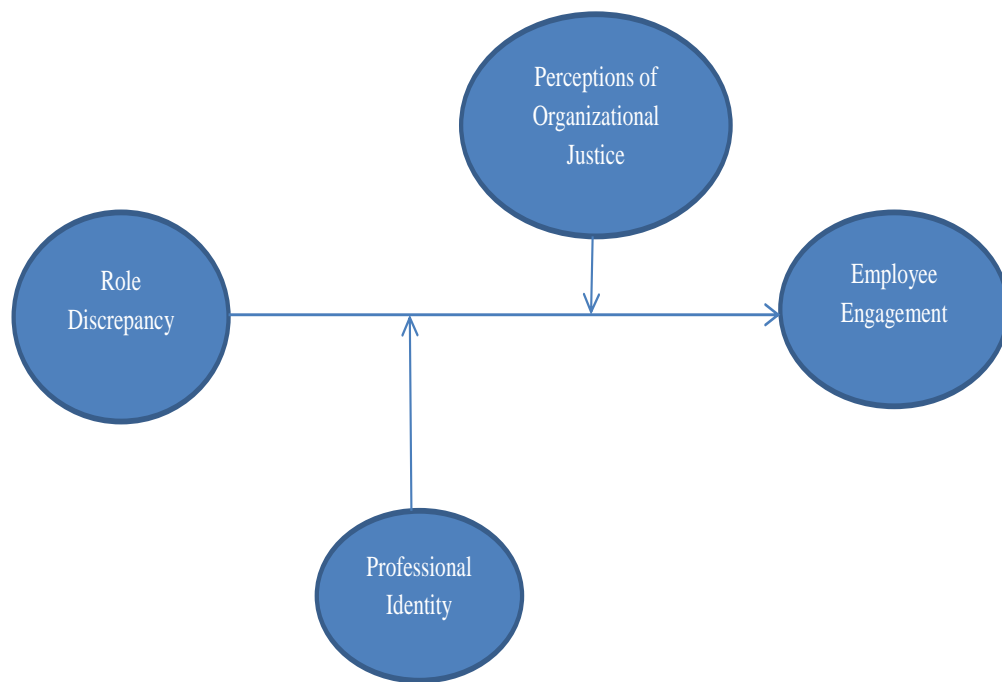 Perceptions of
Organizational
Justice
Role
Discrepancy
Employee
Engagement
Professional
Identity